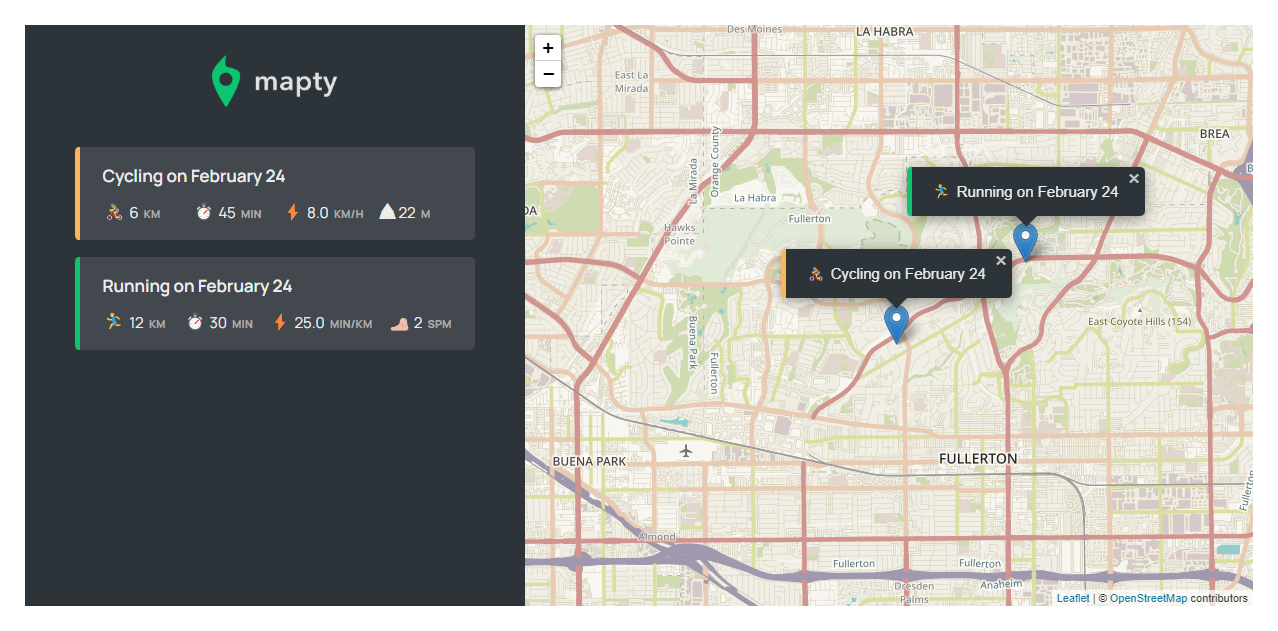 mapty
Cycling on February 24
6 KM 45 MIN 8.0 KM/H 22 M
Running on February 24
12 KM 30 MIN 25.0 MIN/KM 2 SPM
+
−
Des Moines
LA HABRA
East La
Mirada
BREA
Orange County
La Mirada
La Habra
DA
Fullerton
Hawks
Pointe
× Running on February 24
× Cycling on February 24
Buena Park
Fullerton
East Coyote Hills (154)
BUENA PARK
FULLERTON
Fullerton
Almond
Fullerton
Fullerton
Dresden
Palms
Anaheim
Leaflet | © OpenStreetMap contributors